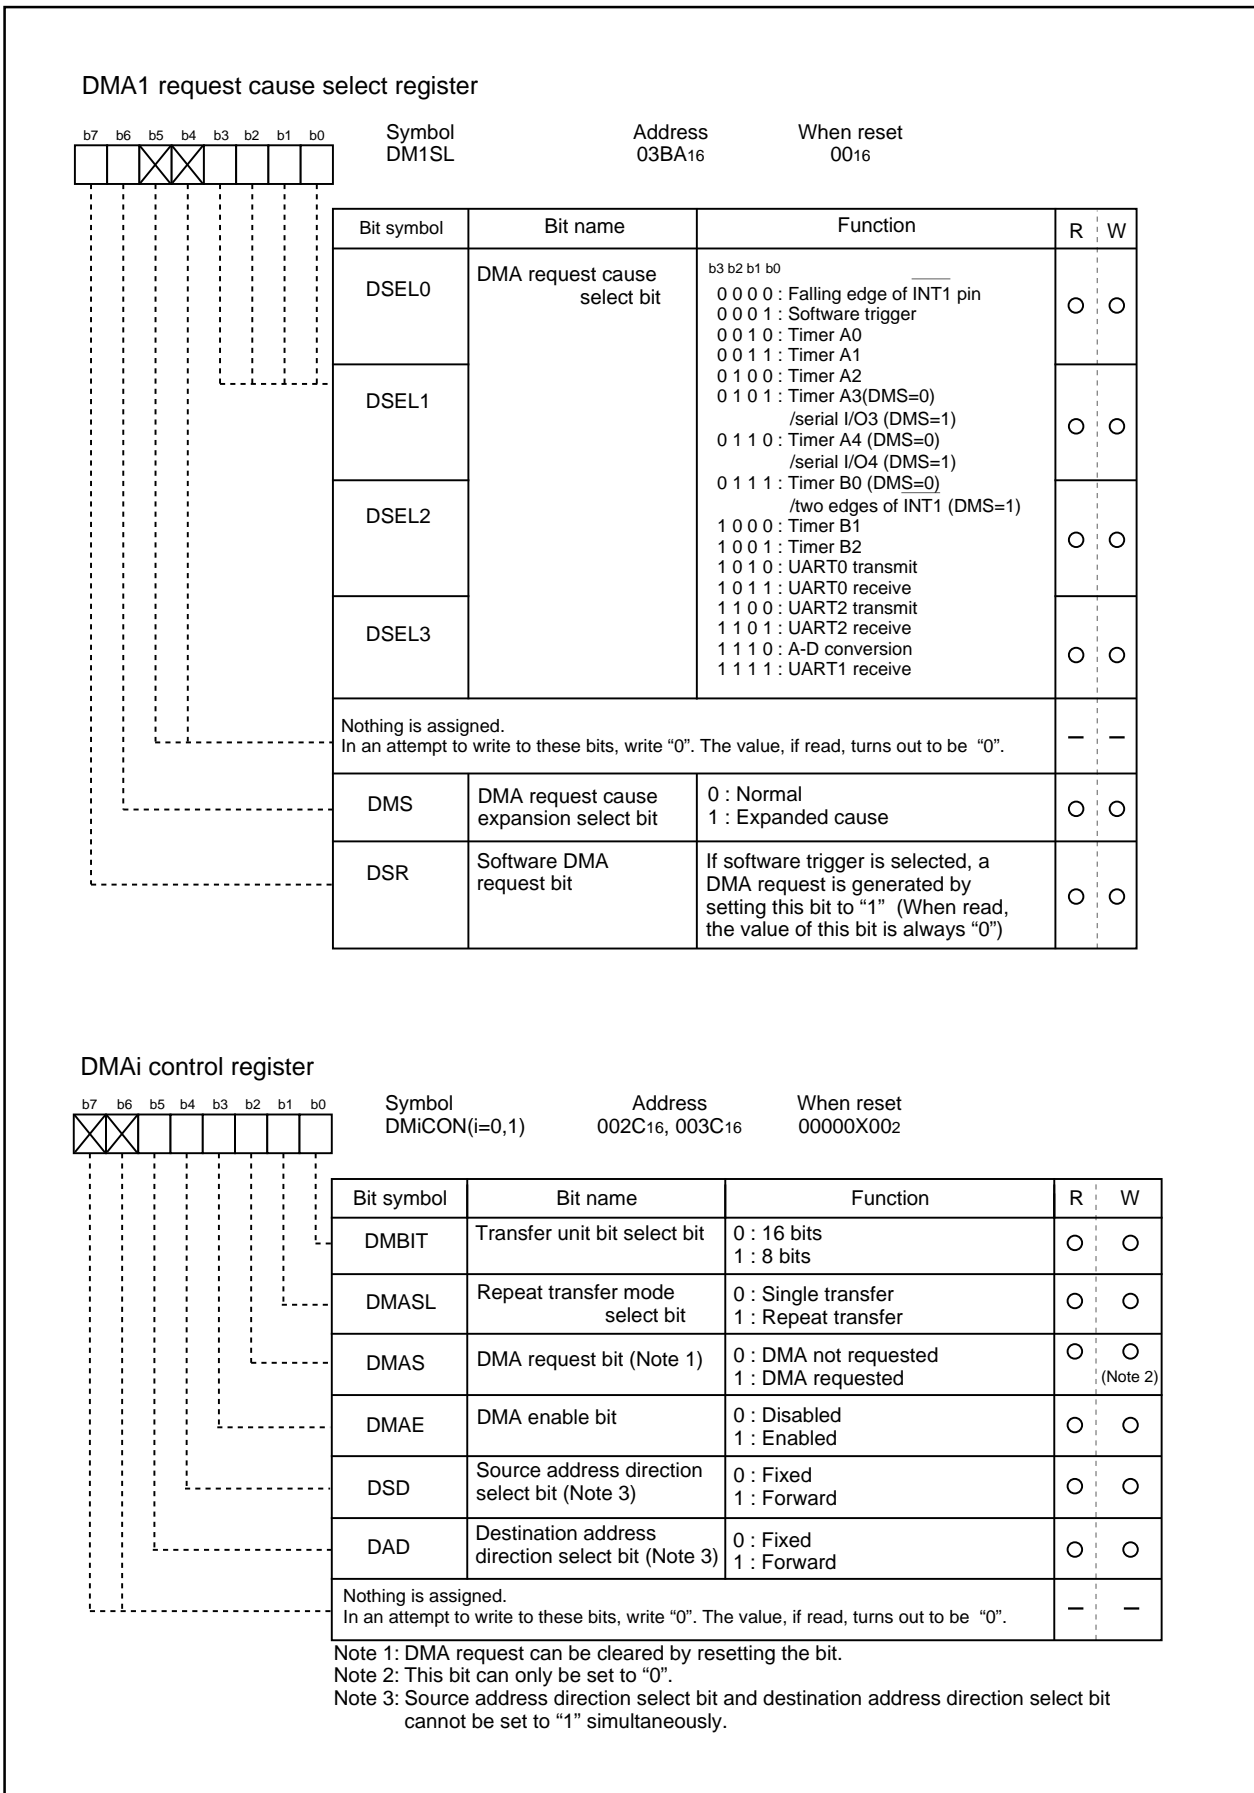 DMA1 request cause select register
b7 b6 b5 b4 b3 b2 b1 b0
Symbol Address When reset
DM1SL 03BA16 0016
Bit symbol Bit name Function R W
DSEL0 DMA request cause select bit
b3 b2 b1 b0
0 0 0 0 : Falling edge of INT1 pin
0 0 0 1 : Software trigger
0 0 1 0 : Timer A0
0 0 1 1 : Timer A1
0 1 0 0 : Timer A2
DSEL1
0 1 0 1 : Timer A3(DMS=0)
/serial I/O3 (DMS=1)
0 1 1 0 : Timer A4 (DMS=0)
/serial I/O4 (DMS=1)
0 1 1 1 : Timer B0 (DMS=0)
/two edges of INT1 (DMS=1)
DSEL2
1 0 0 0 : Timer B1
1 0 0 1 : Timer B2
1 0 1 0 : UART0 transmit
1 0 1 1 : UART0 receive
1 1 0 0 : UART2 transmit
DSEL3
1 1 0 1 : UART2 receive
1 1 1 0 : A-D conversion
1 1 1 1 : UART1 receive
Nothing is assigned.
In an attempt to write to these bits, write “0”. The value, if read, turns out to be “0”.
DMS DMA request cause expansion select bit
0 : Normal
1 : Expanded cause
DSR Software DMA request bit
If software trigger is selected, a
DMA request is generated by
setting this bit to “1” (When read,
the value of this bit is always “0”)
DMAi control register
b7 b6 b5 b4 b3 b2 b1 b0
Symbol Address When reset
DMiCON(i=0,1) 002C16, 003C16 00000X002
Bit symbol Bit name Function R W
DMBIT Transfer unit bit select bit
0 : 16 bits
1 : 8 bits
DMASL Repeat transfer mode select bit
0 : Single transfer
1 : Repeat transfer
DMAS DMA request bit (Note 1)
0 : DMA not requested
1 : DMA requested
(Note 2)
DMAE DMA enable bit
0 : Disabled
1 : Enabled
DSD Source address direction select bit (Note 3)
0 : Fixed
1 : Forward
DAD Destination address direction select bit (Note 3)
0 : Fixed
1 : Forward
Nothing is assigned.
In an attempt to write to these bits, write “0”. The value, if read, turns out to be “0”.
Note 1: DMA request can be cleared by resetting the bit.
Note 2: This bit can only be set to “0”.
Note 3: Source address direction select bit and destination address direction select bit
cannot be set to “1” simultaneously.